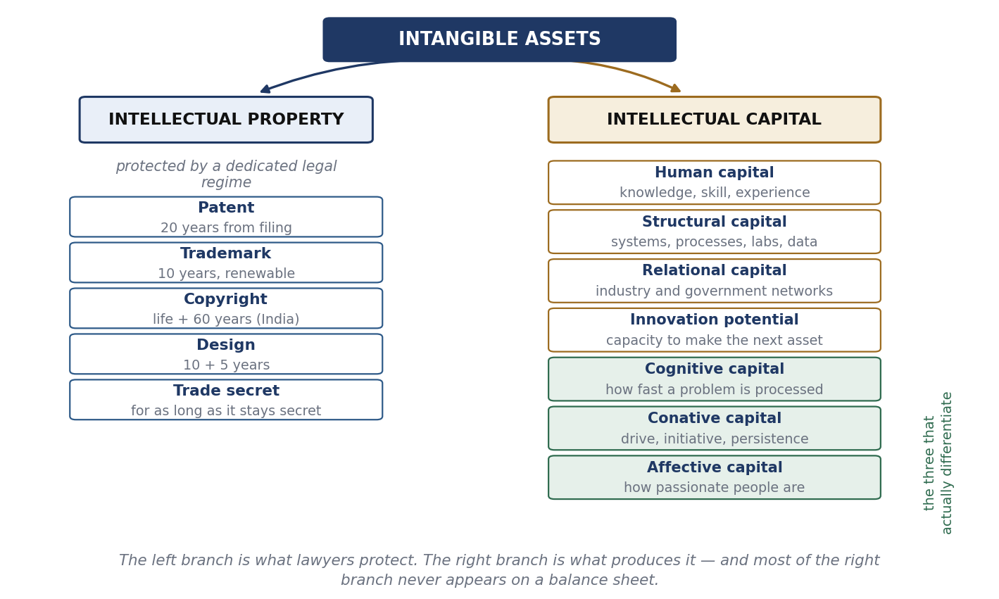 INTANGIBLE ASSETS
INTELLECTUAL PROPERTY
protected by a dedicated legal
regime
Patent
20 years from filing
Trademark
10 years, renewable
Copyright
life + 60 years (India)
Design
10 + 5 years
Trade secret
for as long as it stays secret
INTELLECTUAL CAPITAL
Human capital
knowledge, skill, experience
Structural capital
systems, processes, labs, data
Relational capital
industry and government networks
Innovation potential
capacity to make the next asset
Cognitive capital
how fast a problem is processed
Conative capital
drive, initiative, persistence
Affective capital
how passionate people are
the three that
actually differentiate
The left branch is what lawyers protect. The right branch is what produces it — and most of the right
branch never appears on a balance sheet.